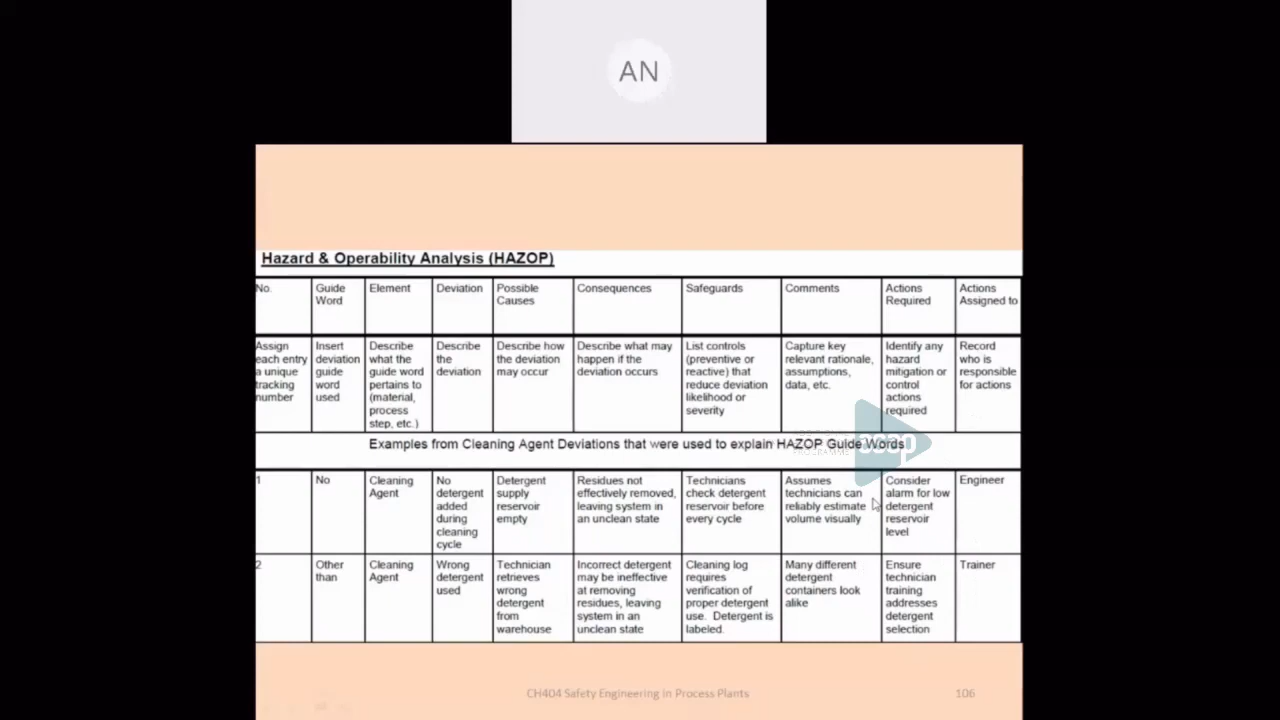 AN
Hazard & Operability Analysis (HAZOP)
No.
Guide
Word
Element
Deviation
Possible
Causes
Consequences
Safeguards
Comments
Actions
Required
Actions
Assigned to
Assign
each entry
a unique
tracking
number
Insert
deviation
guide
word
used
Describe
what the
guide word
pertains to
(material,
process
step, etc.)
Describe
the
deviation
Describe how
the deviation
may occur
Describe what may
happen if the
deviation occurs
List controls
(preventive or
reactive) that
reduce deviation
likelihood or
severity
Capture key
relevant rationale,
assumptions,
data, etc.
Identify any
hazard
mitigation or
control
actions
required
Record
who is
responsible
for actions
Examples from Cleaning Agent Deviations that were used to explain HAZOP Guide Words
asap
PROGRAMME
1
No
Cleaning
Agent
No
detergent
added
during
cleaning
cycle
Detergent
supply
reservoir
empty
Residues not
effectively removed,
leaving system in
an unclean state
Technicians
check detergent
reservoir before
every cycle
Assumes
technicians can
reliably estimate
volume visually
Consider
alarm for low
detergent
reservoir
level
Engineer
2
Other
than
Cleaning
Agent
Wrong
detergent
used
Technician
retrieves
wrong
detergent
from
warehouse
Incorrect detergent
may be ineffective
at removing
residues, leaving
system in an
unclean state
Cleaning log
requires
verification of
proper detergent
use. Detergent is
labeled.
Many different
detergent
containers look
alike
Ensure
technician
training
addresses
detergent
selection
Trainer
CH404 Safety Engineering in Process Plants
106